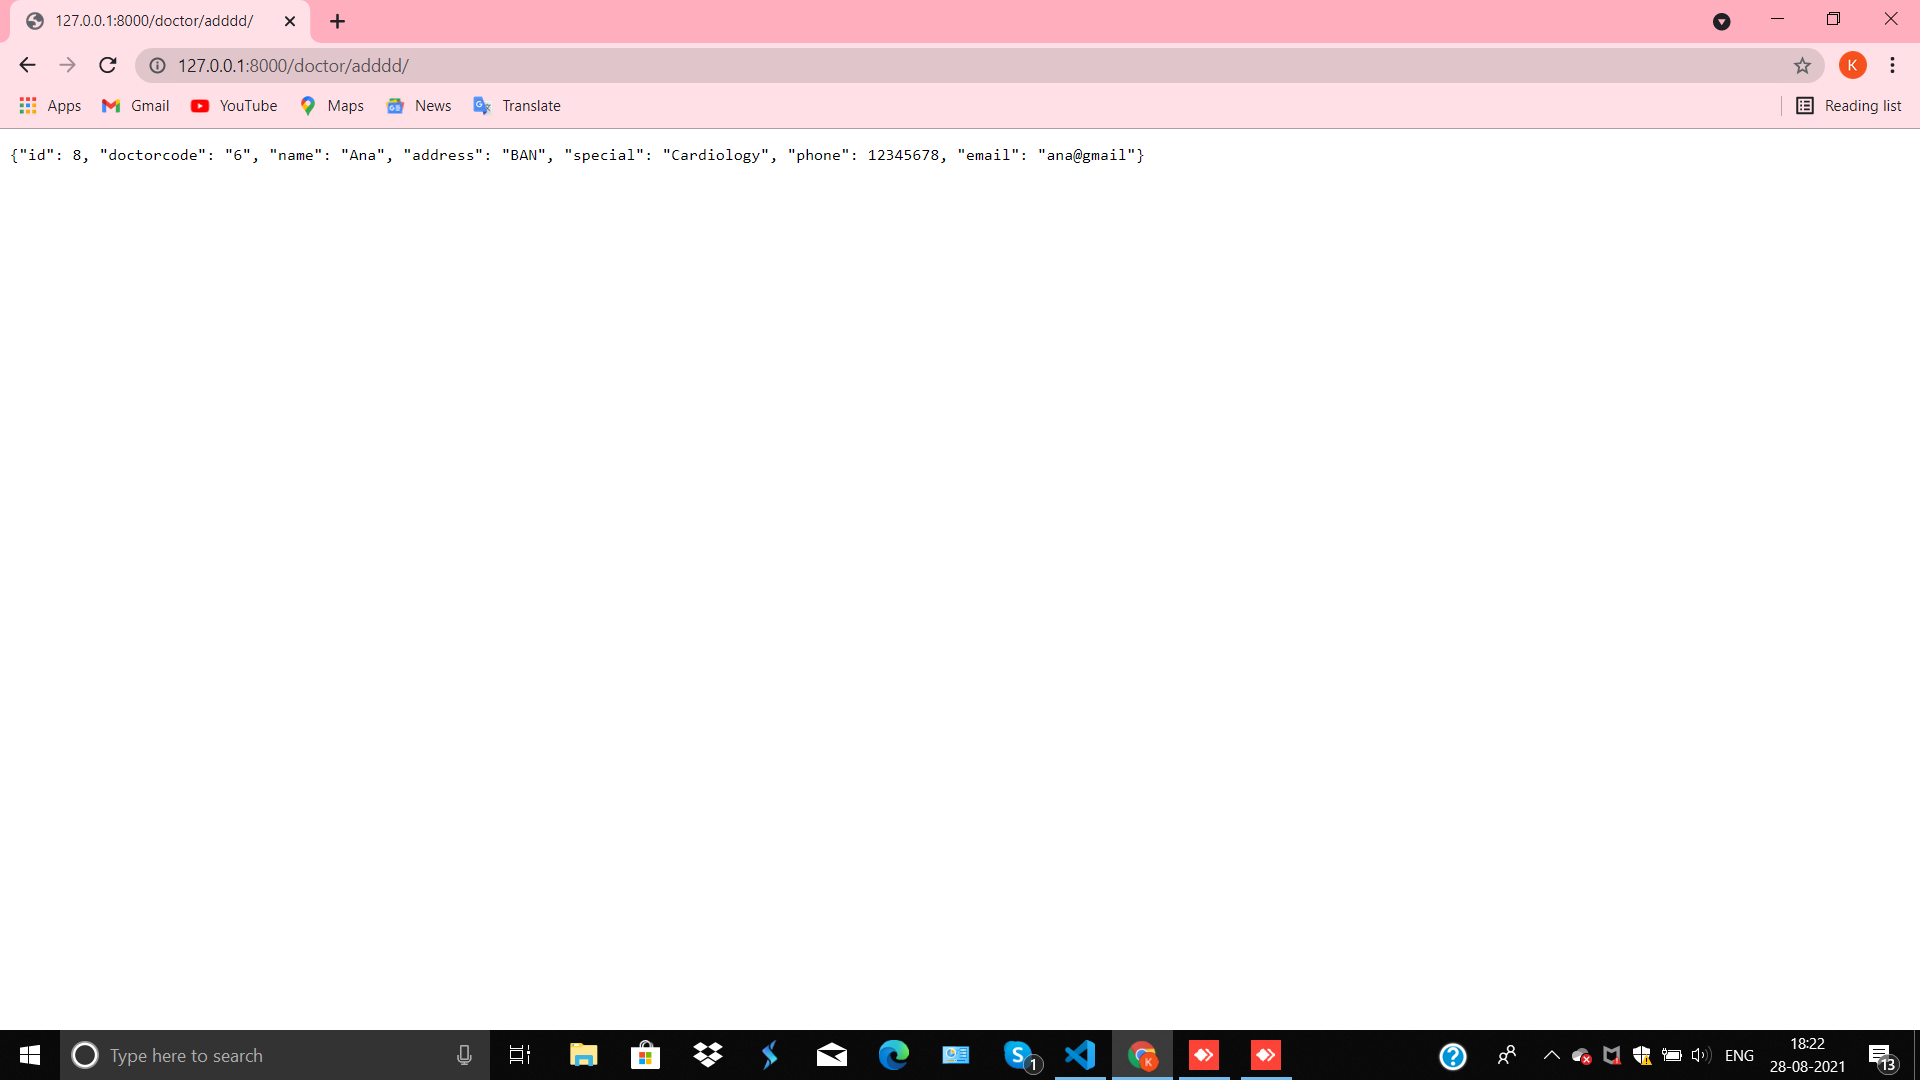 127.0.0.1:8000/doctor/adddd/
127.0.0.1:8000/doctor/adddd/
K
Apps Gmail YouTube Maps News Translate Reading list
{"id": 8, "doctorcode": "6", "name": "Ana", "address": "BAN", "special": "Cardiology", "phone": 12345678, "email": "ana@gmail"}
Type here to search
1
K
ENG
18:22
28-08-2021
13